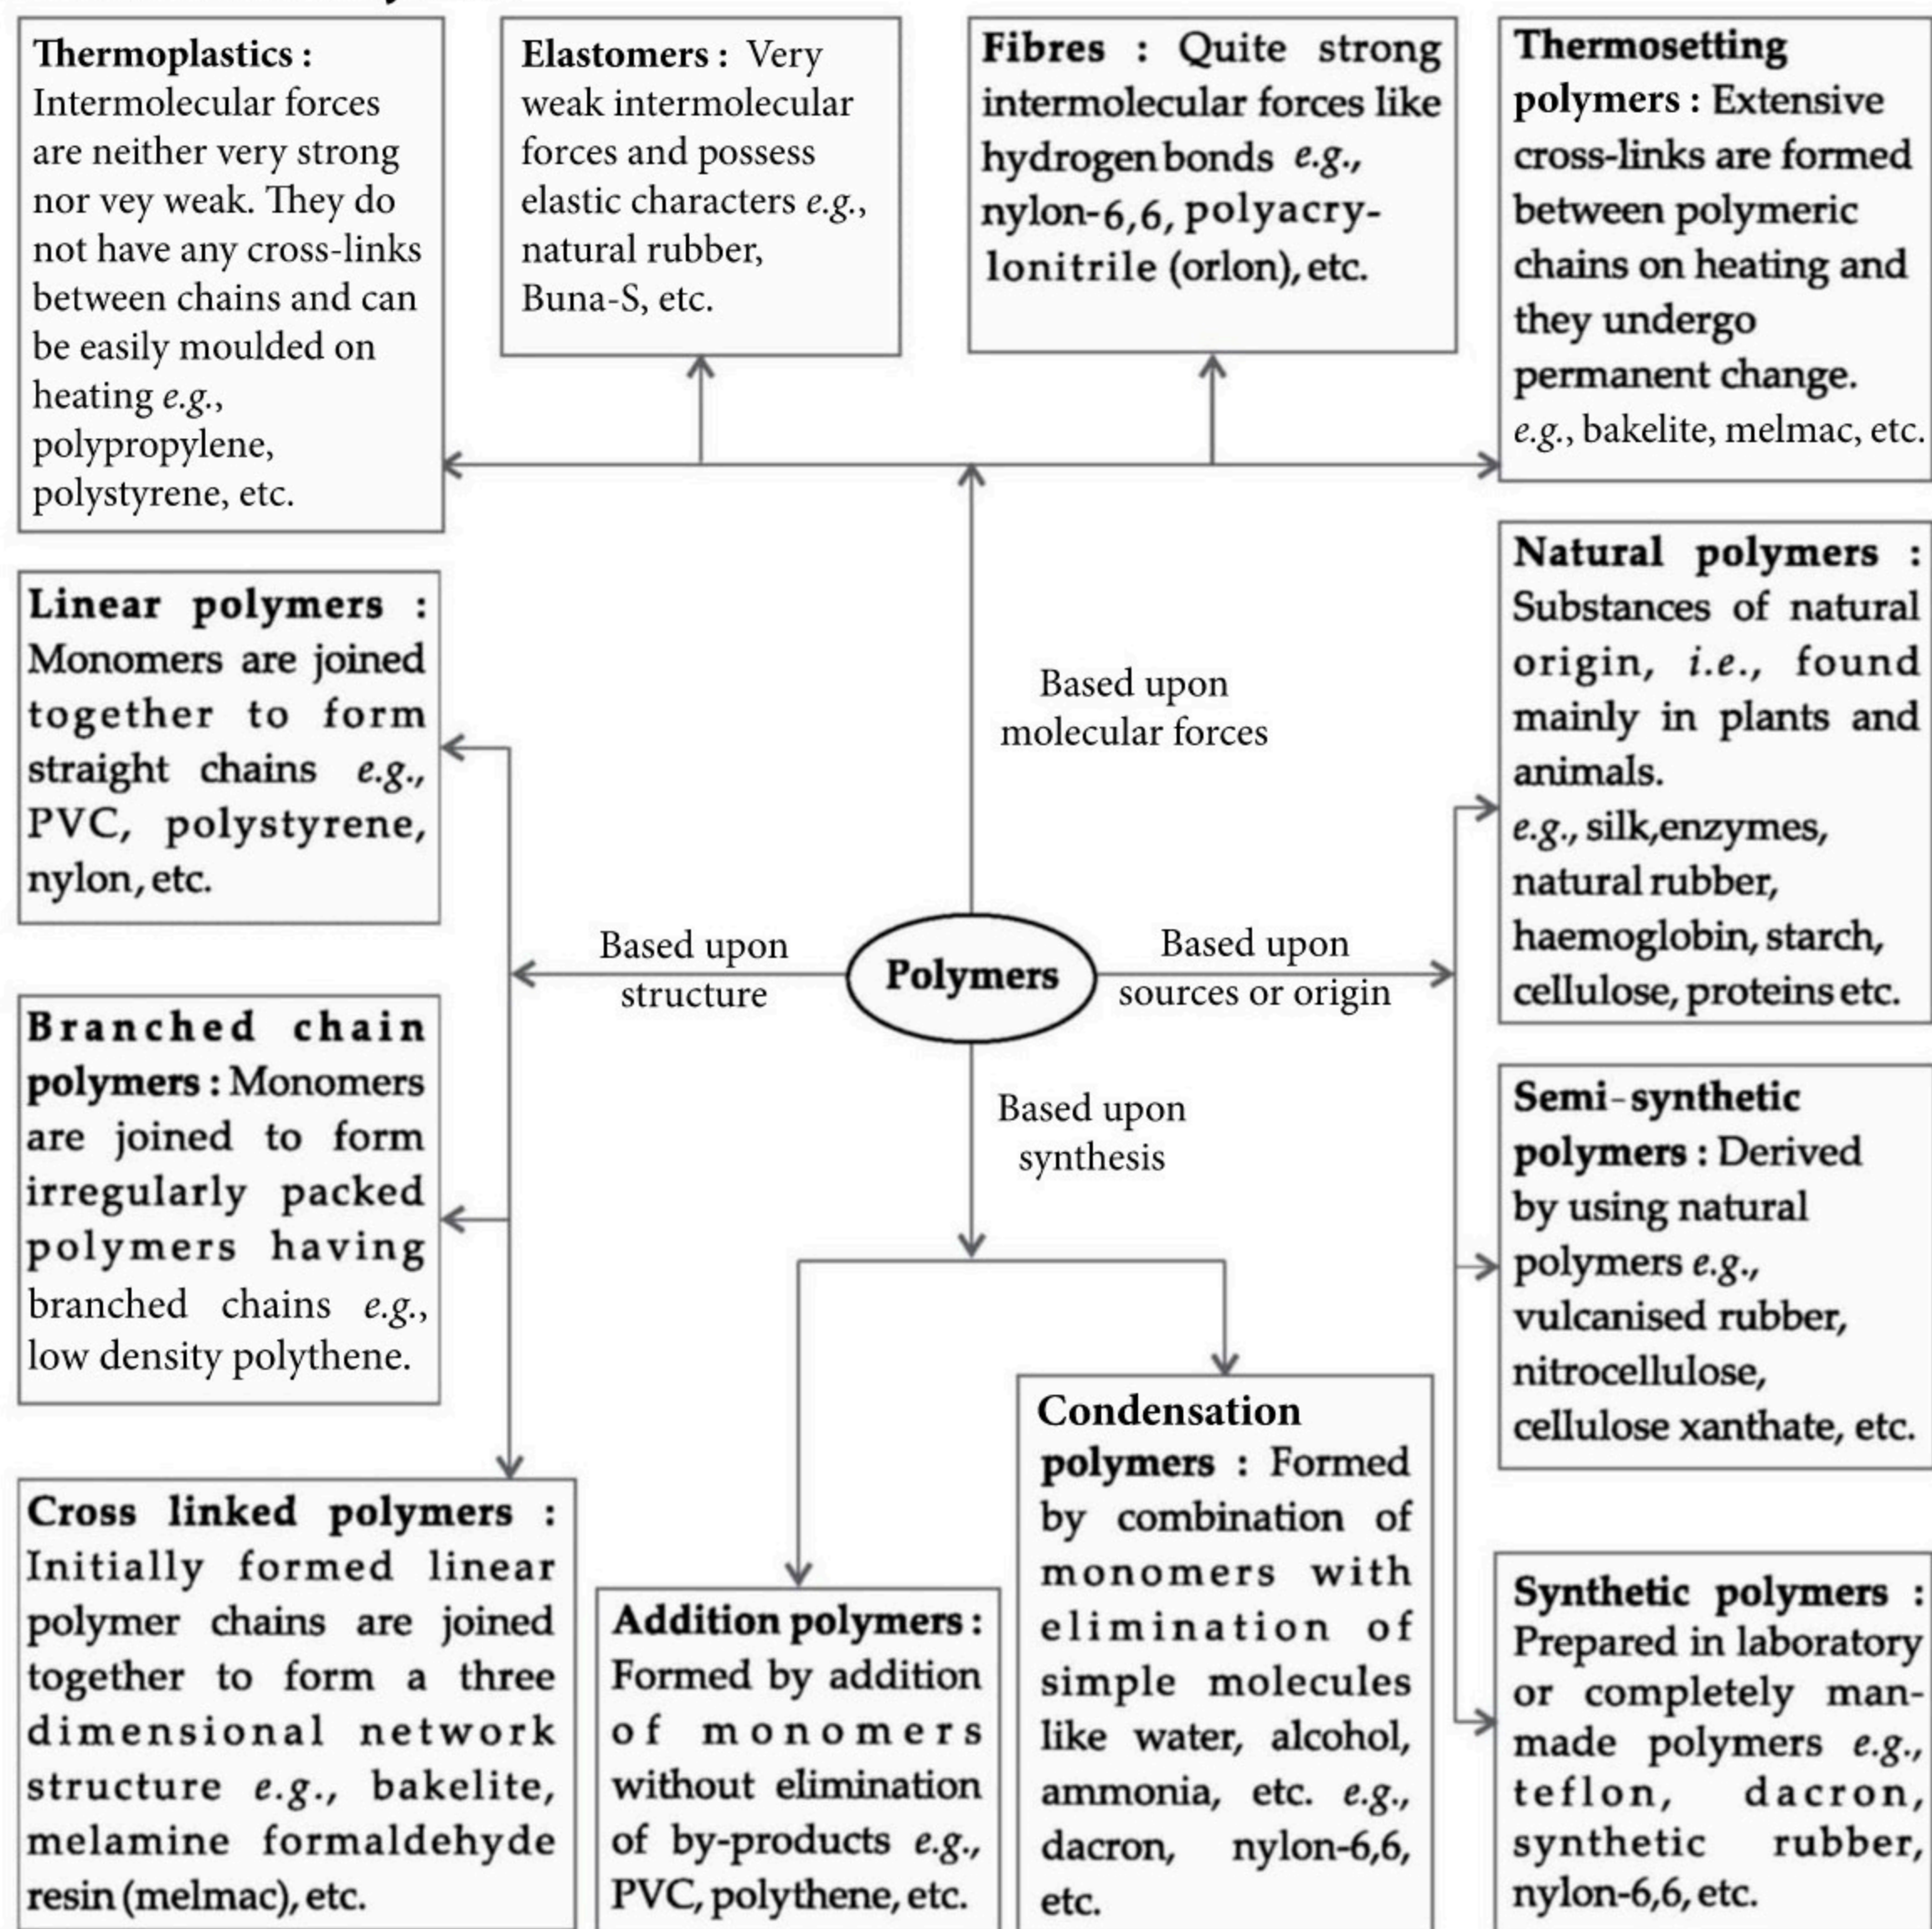 Thermoplastics :
Intermolecular forces
are neither very strong
nor vey weak. They do
not have any cross-links
between chains and can
be easily moulded on
heating e.g.,
polypropylene,
polystyrene, etc.
Elastomers : Very
weak intermolecular
forces and possess
elastic characters e.g.,
natural rubber,
Buna-S, etc.
Fibres : Quite strong
intermolecular forces like
hydrogen bonds e.g.,
nylon-6,6, polyacry-
lonitrile (orlon), etc.
Thermosetting
polymers : Extensive
cross-links are formed
between polymeric
chains on heating and
they undergo
permanent change.
e.g., bakelite, melmac, etc.
Based upon
molecular forces
Linear polymers :
Monomers are joined
together to form
straight chains e.g.,
PVC, polystyrene,
nylon, etc.
Natural polymers :
Substances of natural
origin, i.e., found
mainly in plants and
animals.
e.g., silk,enzymes,
natural rubber,
haemoglobin, starch,
cellulose, proteins etc.
Based upon
structure
Polymers
Based upon
sources or origin
Branched chain
polymers : Monomers
are joined to form
irregularly packed
polymers having
branched chains e.g.,
low density polythene.
Based upon
synthesis
Semi-synthetic
polymers : Derived
by using natural
polymers e.g.,
vulcanised rubber,
nitrocellulose,
cellulose xanthate, etc.
Cross linked polymers :
Initially formed linear
polymer chains are joined
together to form a three
dimensional network
structure e.g., bakelite,
melamine formaldehyde
resin (melmac), etc.
Addition polymers :
Formed by addition
of monomers
without elimination
of by-products e.g.,
PVC, polythene, etc.
Condensation
polymers : Formed
by combination of
monomers with
elimination of
simple molecules
like water, alcohol,
ammonia, etc. e.g.,
dacron, nylon-6,6,
etc.
Synthetic polymers :
Prepared in laboratory
or completely man-
made polymers e.g.,
teflon, dacron,
synthetic rubber,
nylon-6,6, etc.